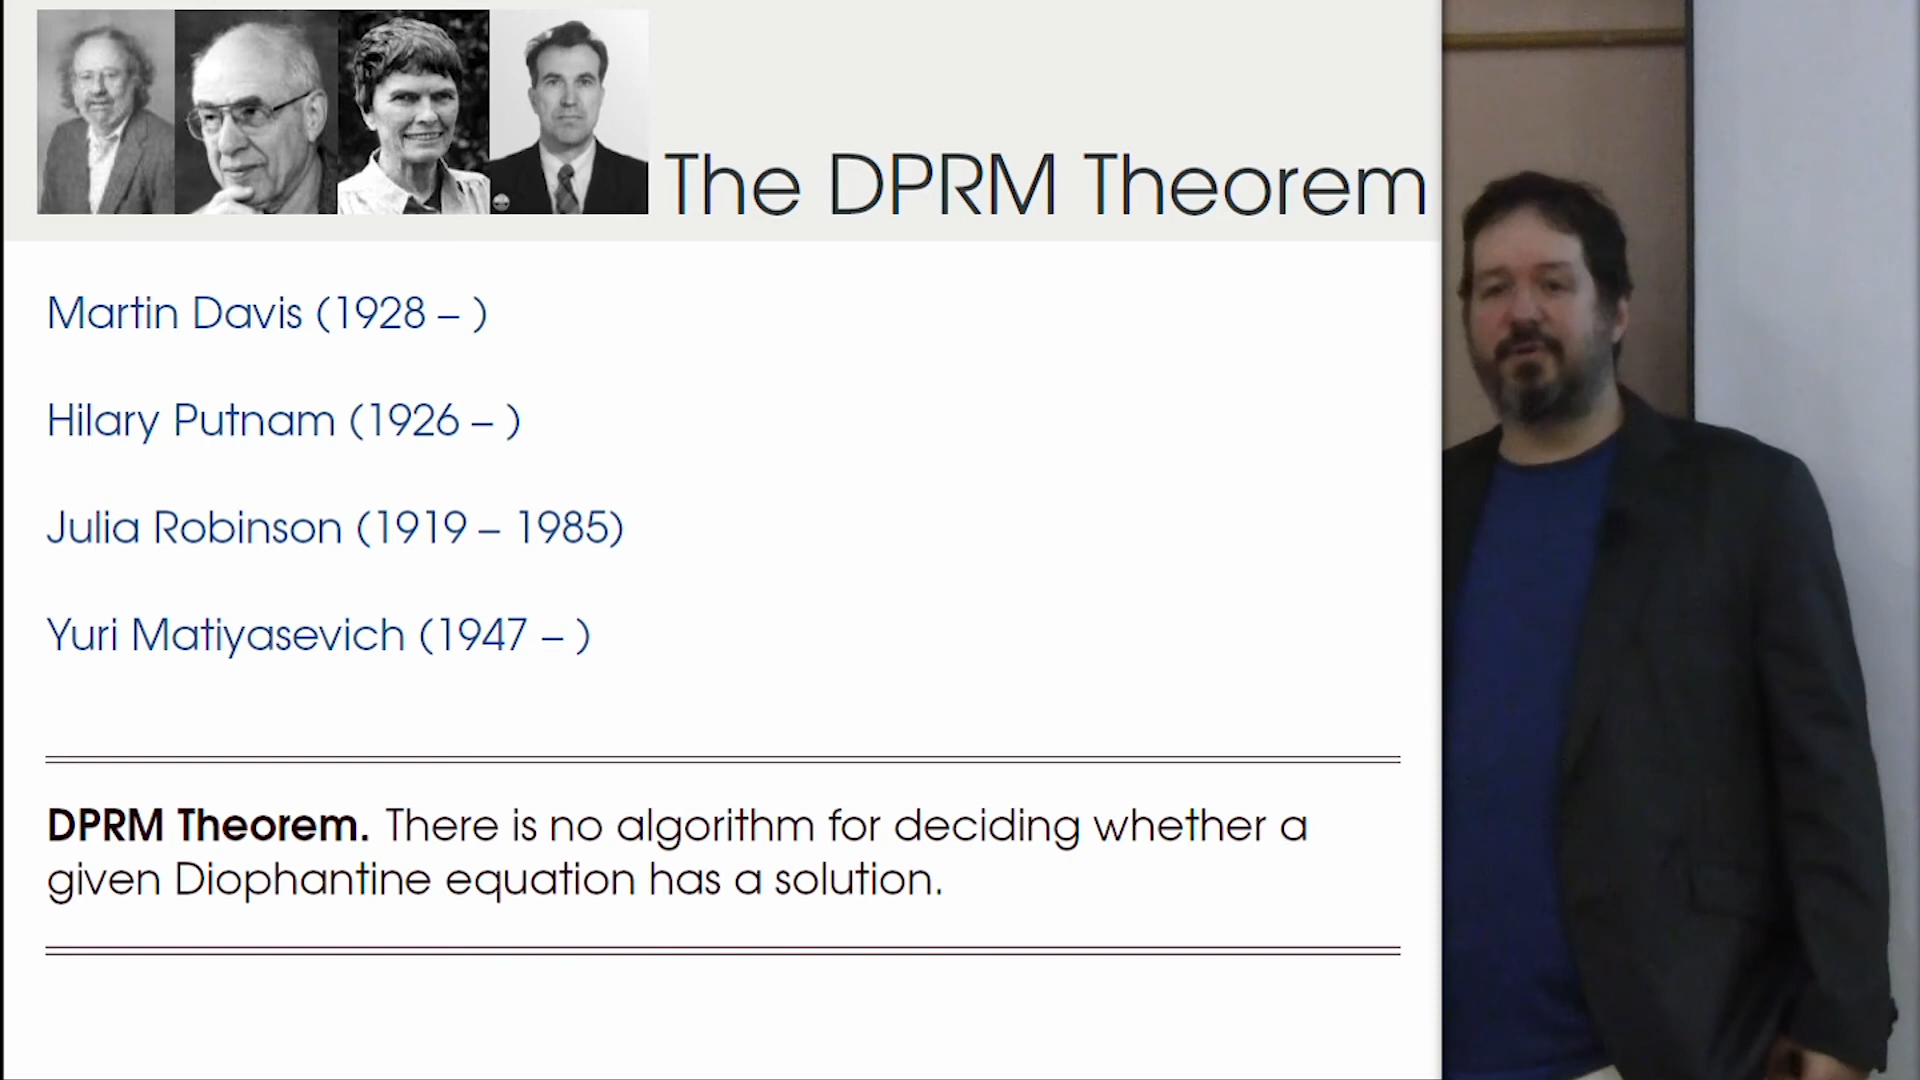 The DPRM Theorem
Martin Davis (1928 – )
Hilary Putnam (1926 – )
Julia Robinson (1919 – 1985)
Yuri Matiyasevich (1947 – )
DPRM Theorem. There is no algorithm for deciding whether a
given Diophantine equation has a solution.